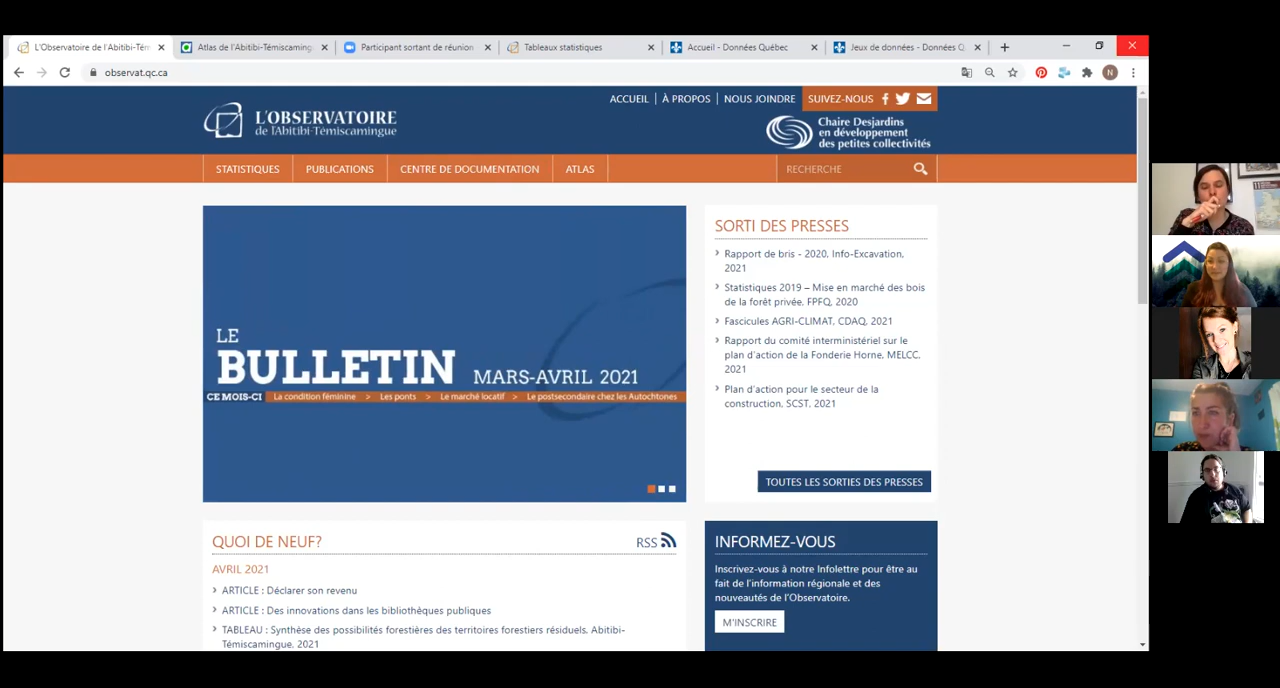 L'Observatoire de l'Abitibi-Tém
Atlas de l'Abitibi-Témiscaming
Participant sortant de réunion
Tableaux statistiques
Accueil - Données Québec
Jeux de données - Données Q
observat.qc.ca
N
ACCUEIL
À PROPOS
NOUS JOINDRE
SUIVEZ-NOUS
L'OBSERVATOIRE
de l'Abitibi-Témiscamingue
Chaire Desjardins
en développement
des petites collectivités
STATISTIQUES
PUBLICATIONS
CENTRE DE DOCUMENTATION
ATLAS
RECHERCHE
LE
BULLETIN MARS-AVRIL 2021
CE MOIS-CI La condition féminine > Les ponts > Le marché locatif > Le postsecondaire chez les Autochtones
SORTI DES PRESSES
Rapport de bris - 2020, Info-Excavation,
2021
Statistiques 2019 – Mise en marché des bois
de la forêt privée, FPFQ, 2020
Fascicules AGRI-CLIMAT, CDAQ, 2021
Rapport du comité interministériel sur le
plan d'action de la Fonderie Horne, MELCC,
2021
Plan d'action pour le secteur de la
construction, SCST, 2021
TOUTES LES SORTIES DES PRESSES
QUOI DE NEUF?
RSS
AVRIL 2021
ARTICLE : Déclarer son revenu
ARTICLE : Des innovations dans les bibliothèques publiques
TABLEAU : Synthèse des possibilités forestières des territoires forestiers résiduels, Abitibi-
Témiscamingue, 2021
INFORMEZ-VOUS
Inscrivez-vous à notre Infolettre pour être au
fait de l'information régionale et des
nouveautés de l'Observatoire.
M'INSCRIRE